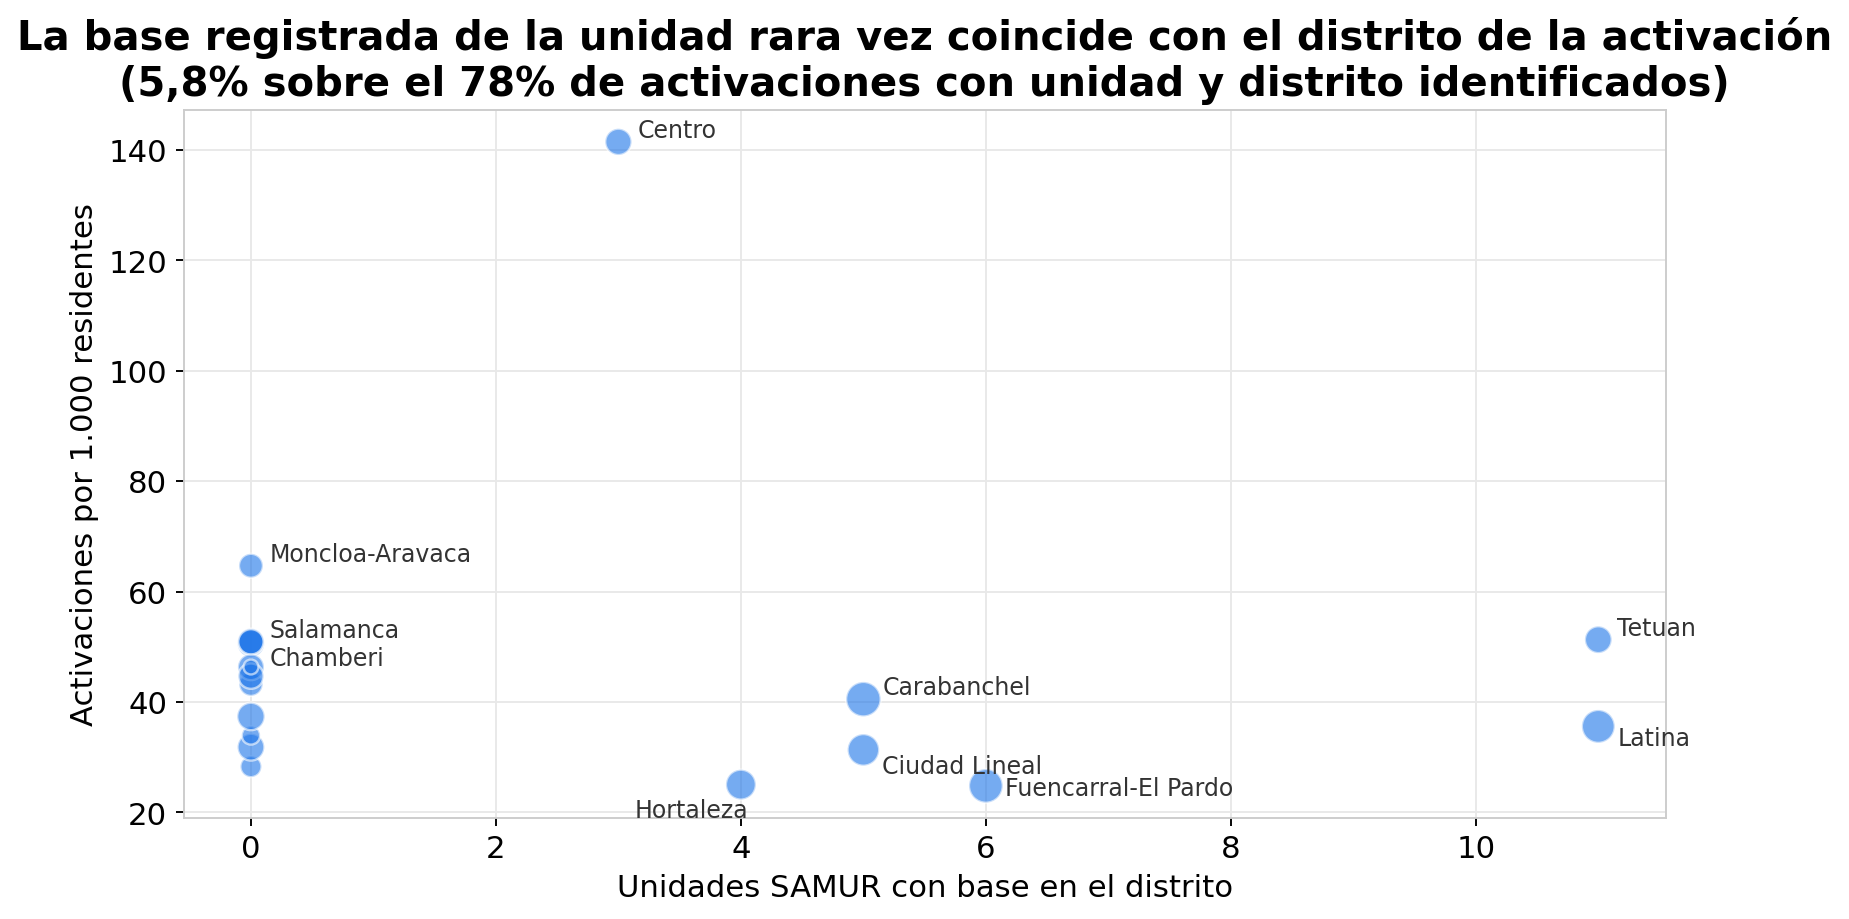 La base registrada de la unidad rara vez coincide con el distrito de la activación
(5,8% sobre el 78% de activaciones con unidad y distrito identificados)
Activaciones por 1.000 residentes
140
120
100
80
60
40
20
Centro
Moncloa-Aravaca
Salamanca
Chamberi
Tetuan
Carabanchel
Latina
Ciudad Lineal
Fuencarral-El Pardo
Hortaleza
0
2
4
6
8
10
Unidades SAMUR con base en el distrito